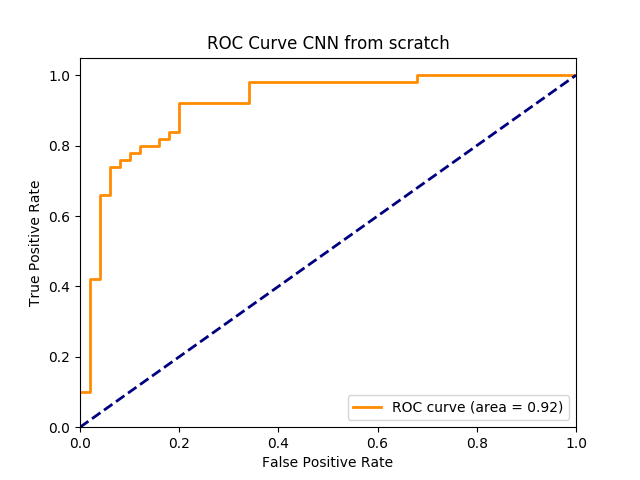 ROC Curve CNN from scratch
True Positive Rate
1.0
0.8
0.6
0.4
0.2
0.0
ROC curve (area = 0.92)
0.0 0.2 0.4 0.6 0.8 1.0
False Positive Rate